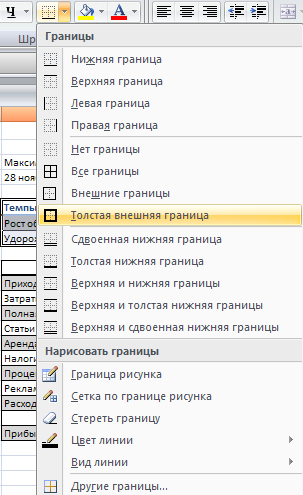 Ч А
Шр
Границы
Нижняя граница
Верхняя граница
Левая граница
Правая граница
Нет границы
Все границы
Внешние границы
Толстая внешняя граница
Сдвоенная нижняя граница
Толстая нижняя граница
Верхняя и нижняя границы
Верхняя и толстая нижняя границы
Верхняя и сдвоенная нижняя границы
Нарисовать границы
Граница рисунка
Сетка по границе рисунка
Стереть границу
Цвет линии
Вид линии
Другие границы...
Макси
28 ноя
Темпы
Рост об
Удорож
Приход
Затрат
Полна
Статьи
Аренд
Налоги
Проце
Реклам
Расход
Прибы